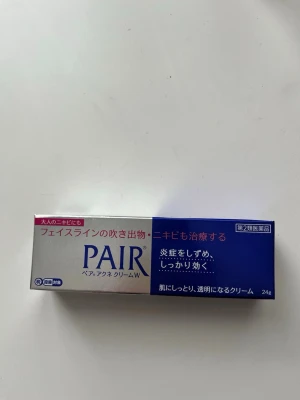 大人のニキビにも
フェイスラインの吹き出物・ニキビも治療する
第2類医薬品
PAIR®
ペア®アクネクリームW
炎症をしずめ、
しっかり効く
肌にしっとり、透明になるクリーム
24g